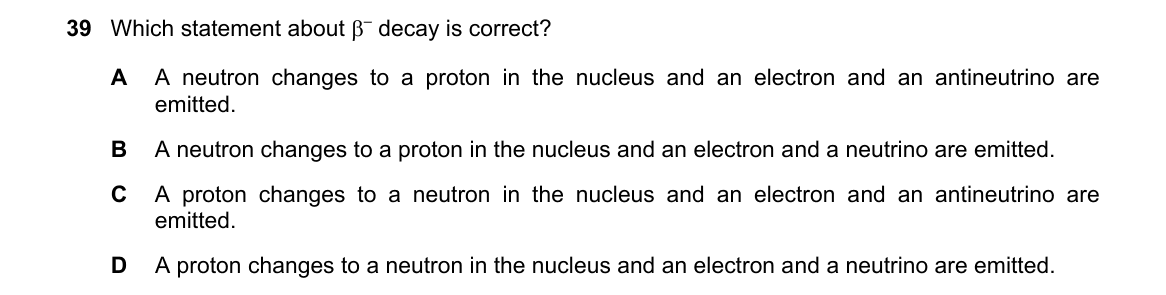 39 Which statement about β⁻ decay is correct?
A A neutron changes to a proton in the nucleus and an electron and an antineutrino are
emitted.
B A neutron changes to a proton in the nucleus and an electron and a neutrino are emitted.
C A proton changes to a neutron in the nucleus and an electron and an antineutrino are
emitted.
D A proton changes to a neutron in the nucleus and an electron and a neutrino are emitted.